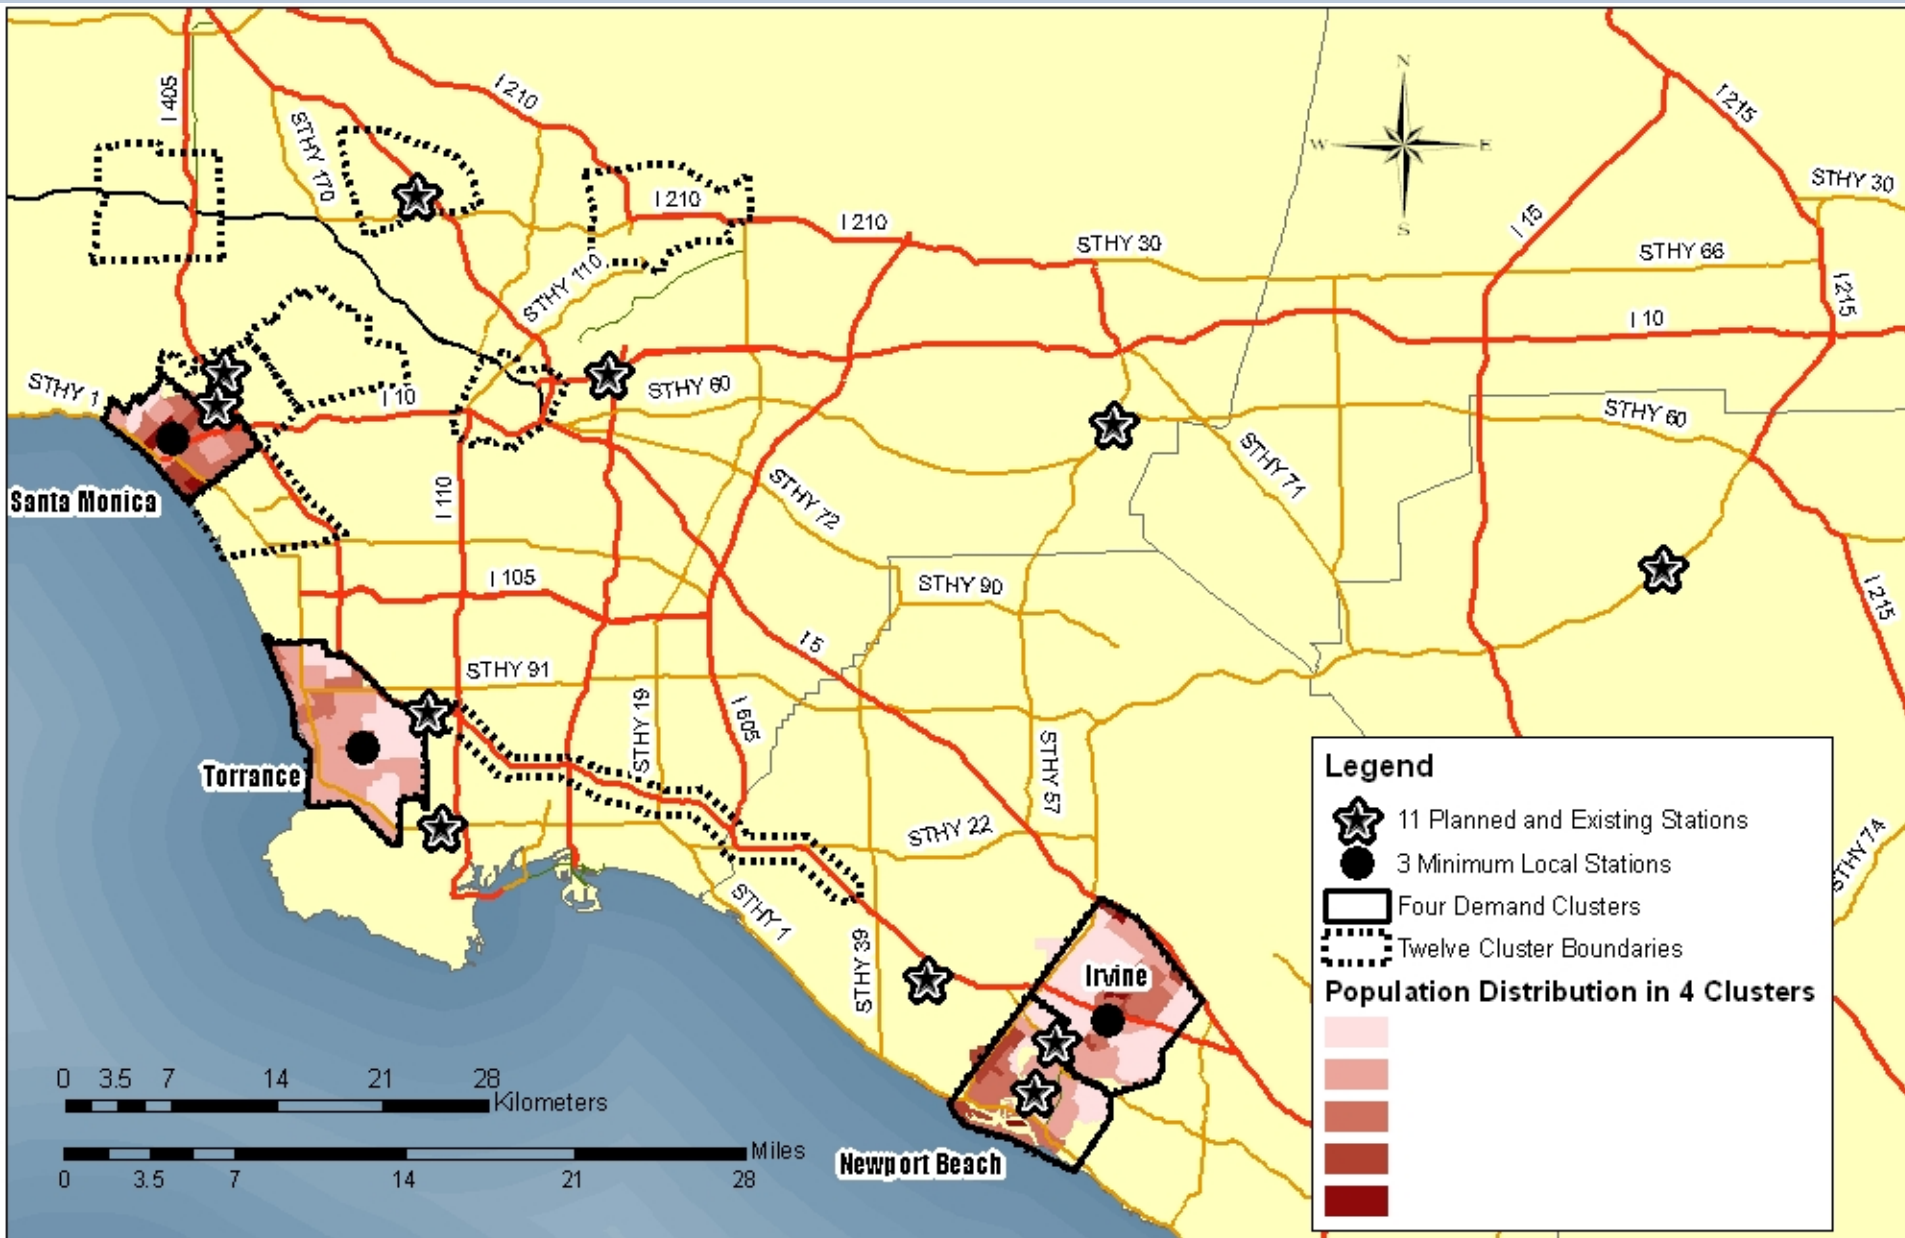 I 405
I 210
STHY 170
I 215
STHY 30
I 210
I 210
STHY 30
I 15
STHY 66
STHY 110
I 215
I 10
STHY 1
I 10
STHY 60
STHY 60
STHY 71
Santa Monica
I 110
STHY 72
I 105
STHY 90
I 215
I 5
STHY 91
STHY 19
I 605
STHY 57
Torrance
STHY 22
STHY 1
STHY 39
STHY 74
Irvine
Newport Beach
N
W
E
S
0 3.5 7 14 21 28
Kilometers
Miles
0 3.5 7 14 21 28
Legend
11 Planned and Existing Stations
3 Minimum Local Stations
Four Demand Clusters
Twelve Cluster Boundaries
Population Distribution in 4 Clusters